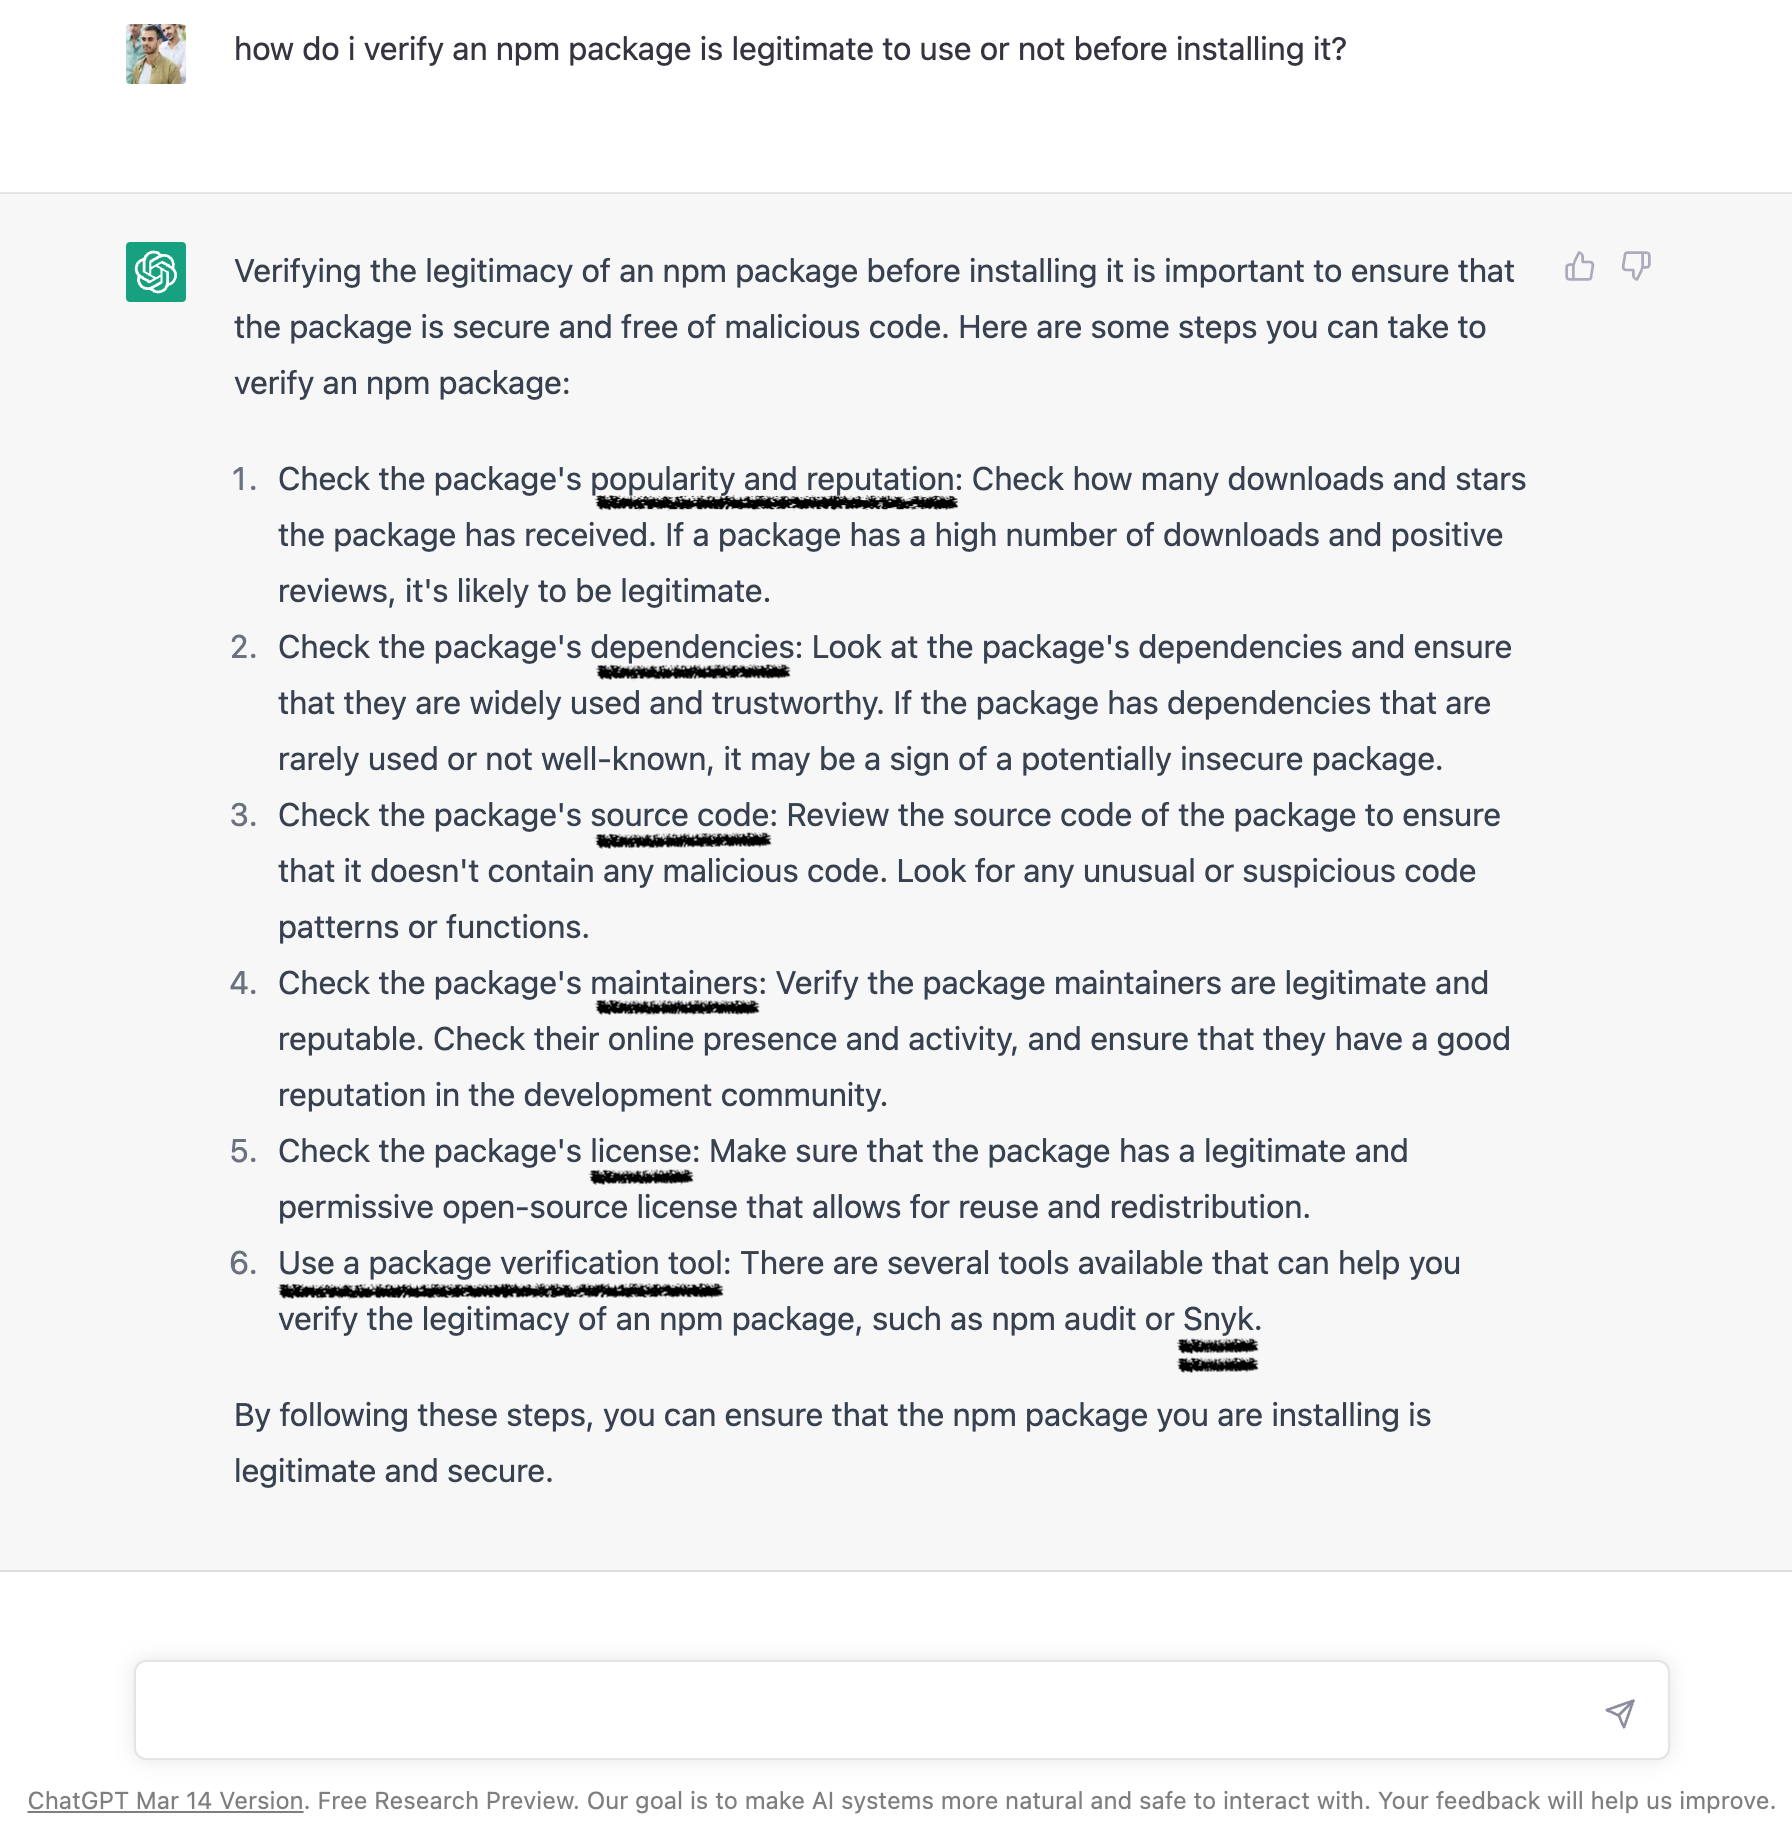 how do i verify an npm package is legitimate to use or not before installing it?
Verifying the legitimacy of an npm package before installing it is important to ensure that
the package is secure and free of malicious code. Here are some steps you can take to
verify an npm package:
1. Check the package's popularity and reputation: Check how many downloads and stars
the package has received. If a package has a high number of downloads and positive
reviews, it's likely to be legitimate.
2. Check the package's dependencies: Look at the package's dependencies and ensure
that they are widely used and trustworthy. If the package has dependencies that are
rarely used or not well-known, it may be a sign of a potentially insecure package.
3. Check the package's source code: Review the source code of the package to ensure
that it doesn't contain any malicious code. Look for any unusual or suspicious code
patterns or functions.
4. Check the package's maintainers: Verify the package maintainers are legitimate and
reputable. Check their online presence and activity, and ensure that they have a good
reputation in the development community.
5. Check the package's license: Make sure that the package has a legitimate and
permissive open-source license that allows for reuse and redistribution.
6. Use a package verification tool: There are several tools available that can help you
verify the legitimacy of an npm package, such as npm audit or Snyk.
By following these steps, you can ensure that the npm package you are installing is
legitimate and secure.
ChatGPT Mar 14 Version. Free Research Preview. Our goal is to make AI systems more natural and safe to interact with. Your feedback will help us improve.